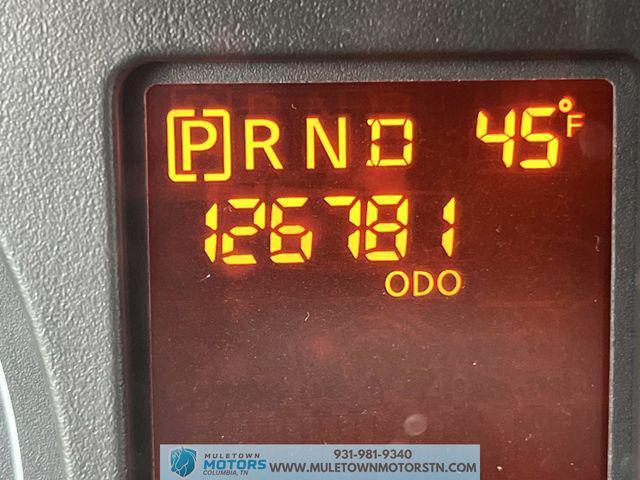 [P] R N D 45°F
126781
ODO
MULETOWN
MOTORS
COLUMBIA, TN
931-981-9340
WWW.MULETOWNMOTORSTN.COM